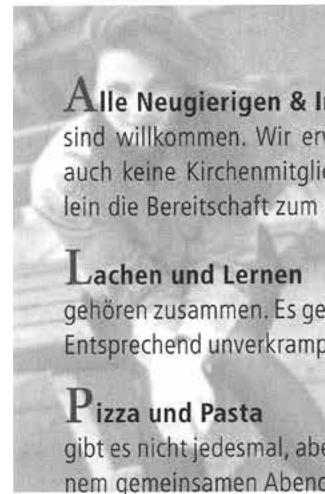 Alle Neugierigen & I
sind willkommen. Wir erw
auch keine Kirchenmitglie
lein die Bereitschaft zum
Lachen und Lernen
gehören zusammen. Es ge
Entsprechend unverkramp
Pizza und Pasta
gibt es nicht jedesmal, abe
nem gemeinsamen Abend